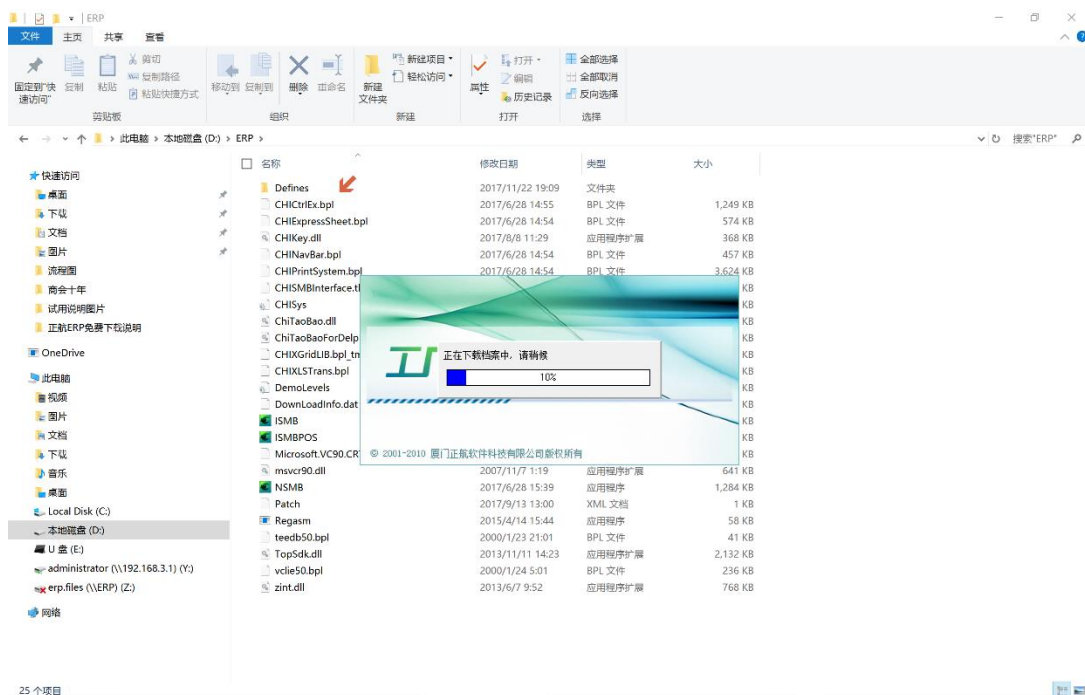 ERP
文件 主页 共享 查看
固定到"快速访问"
复制
粘贴
剪切
复制路径
粘贴快捷方式
剪贴板
移动到 复制到 删除 重命名
组织
新建文件夹
新建项目
轻松访问
新建
属性
打开
编辑
历史记录
打开
全部选择
全部取消
反向选择
选择
此电脑 > 本地磁盘 (D:) > ERP >
搜索"ERP"
快速访问
桌面
下载
文档
图片
流程图
商会十年
试用说明图片
正航ERP免费下载说明
OneDrive
此电脑
视频
图片
文档
下载
音乐
桌面
Local Disk (C:)
本地磁盘 (D:)
U 盘 (E:)
administrator (\\192.168.3.1) (Y:)
erp.files (\\ERP) (Z:)
网络
名称 修改日期 类型 大小
Defines 2017/11/22 19:09 文件夹
CHICtrlEx.bpl 2017/6/28 14:55 BPL 文件 1,249 KB
CHIExpressSheet.bpl 2017/6/28 14:54 BPL 文件 574 KB
CHIKey.dll 2017/8/8 11:29 应用程序扩展 368 KB
CHINavBar.bpl 2017/6/28 14:54 BPL 文件 457 KB
CHIPrintSystem.bpl 2017/6/28 14:54 BPL 文件 3,624 KB
CHISMBInterface.tl KB
CHISys KB
ChiTaoBao.dll KB
ChiTaoBaoForDelp KB
CHIXGridLIB.bpl_tm KB
CHIXLSTrans.bpl KB
DemoLevels KB
DownLoadInfo.dat KB
ISMB KB
ISMBPOS KB
Microsoft.VC90.CR KB
msvcr90.dll 2007/11/7 1:19 应用程序扩展 641 KB
NSMB 2017/6/28 15:39 应用程序 1,284 KB
Patch 2017/9/13 13:00 XML 文档 1 KB
Regasm 2015/4/14 15:44 应用程序 58 KB
teedb50.bpl 2000/1/23 21:01 BPL 文件 41 KB
TopSdk.dll 2013/11/11 14:23 应用程序扩展 2,132 KB
vclie50.bpl 2000/1/24 5:01 BPL 文件 236 KB
zint.dll 2013/6/7 9:52 应用程序扩展 768 KB
正在下载档案中, 请稍候
10%
© 2001-2010 厦门正航软件科技有限公司版权所有
25 个项目